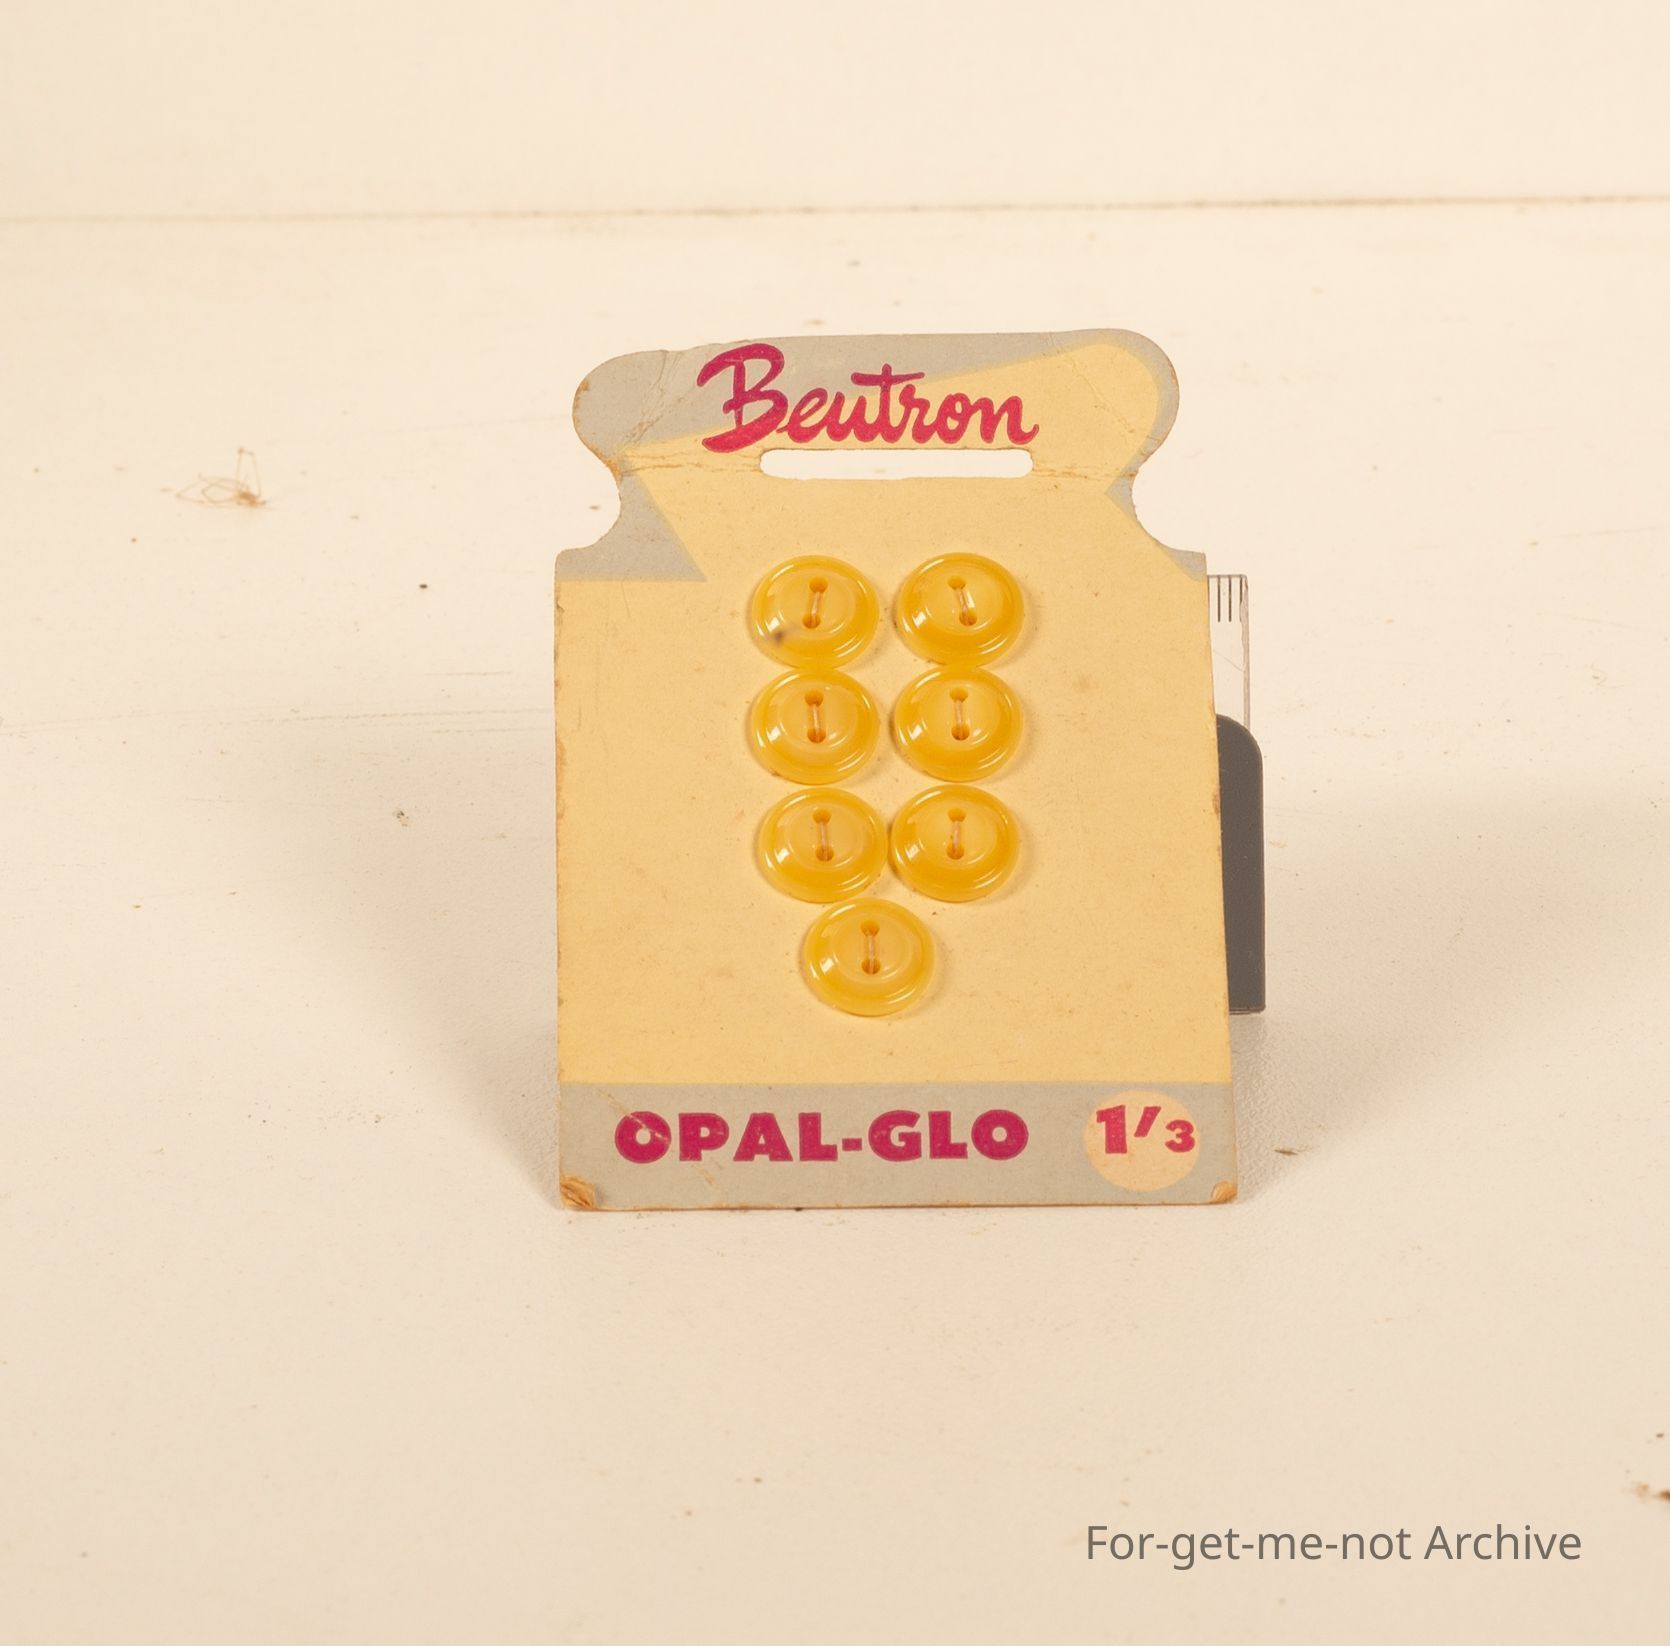 Beutron
OPAL-GLO 1'3
For-get-me-not Archive